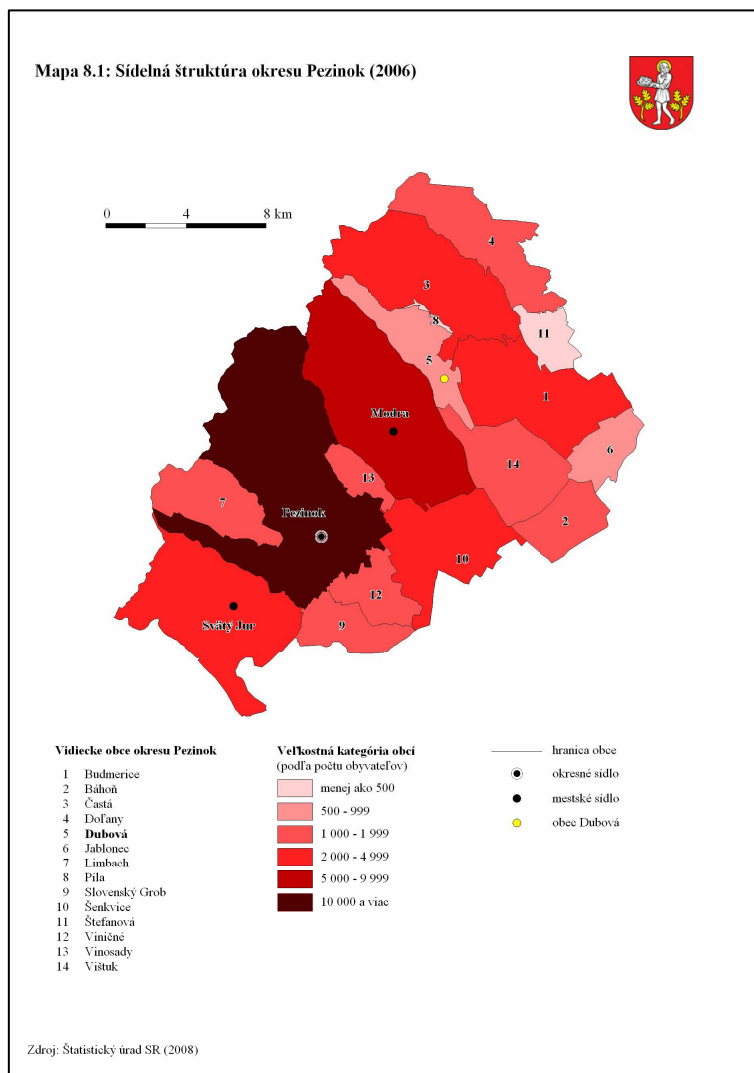 Mapa 8.1: Sídelná štruktúra okresu Pezinok (2006)
0 4 8 km
4
3
8
11
5
1
Modra
6
14
13
7
2
Pezinok
10
12
Svätý Jur
9
Vidiecke obce okresu Pezinok
1 Budmerice
2 Báhoň
3 Častá
4 Doľany
5 Dubová
6 Jablonec
7 Limbach
8 Píla
9 Slovenský Grob
10 Šenkvice
11 Štefanová
12 Viničné
13 Vinosady
14 Vištuk
Veľkostná kategória obcí
(podľa počtu obyvateľov)
menej ako 500
500 - 999
1 000 - 1 999
2 000 - 4 999
5 000 - 9 999
10 000 a viac
hranica obce
okresné sídlo
mestské sídlo
obec Dubová
Zdroj: Štatistický úrad SR (2008)